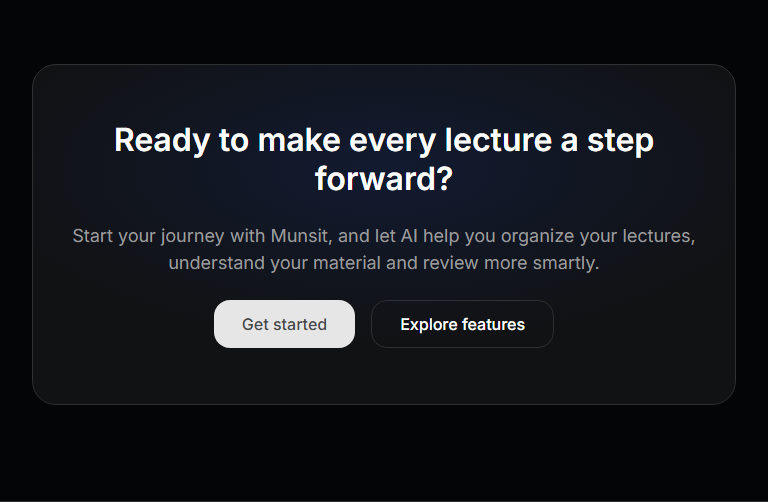 Ready to make every lecture a step
forward?
Start your journey with Munsit, and let AI help you organize your lectures,
understand your material and review more smartly.
Get started
Explore features